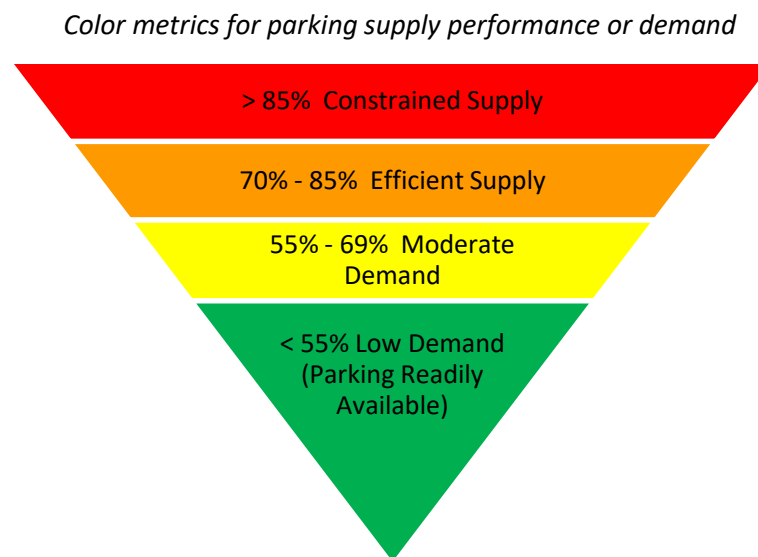 Color metrics for parking supply performance or demand
> 85%  Constrained Supply
70% - 85%  Efficient Supply
55% - 69%  Moderate
Demand
< 55% Low Demand
(Parking Readily
Available)